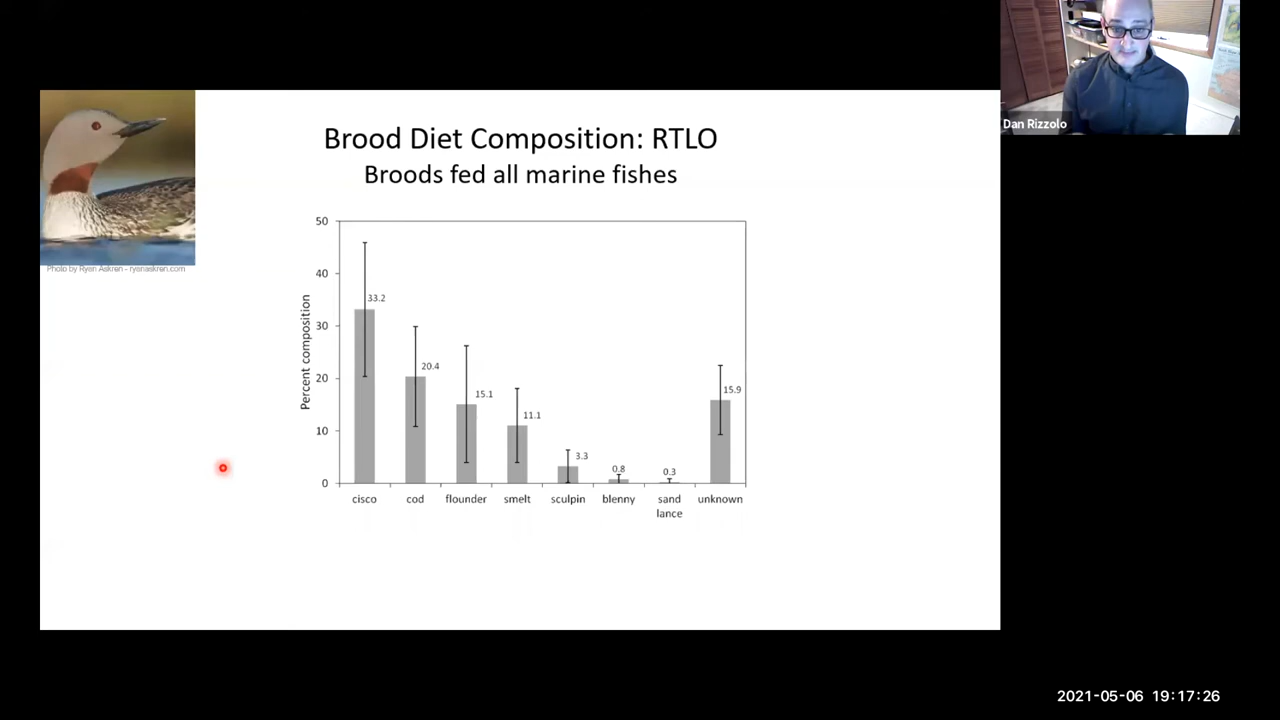 Dan Rizzolo
Brood Diet Composition: RTLO
Broods fed all marine fishes
Photo by Ryan Askren - ryanaskren.com
Percent composition
50
40
30
20
10
0
33.2
20.4
15.1
11.1
3.3
0.8
0.3
15.9
cisco cod flounder smelt sculpin blenny sand lance unknown
2021-05-06 19:17:26